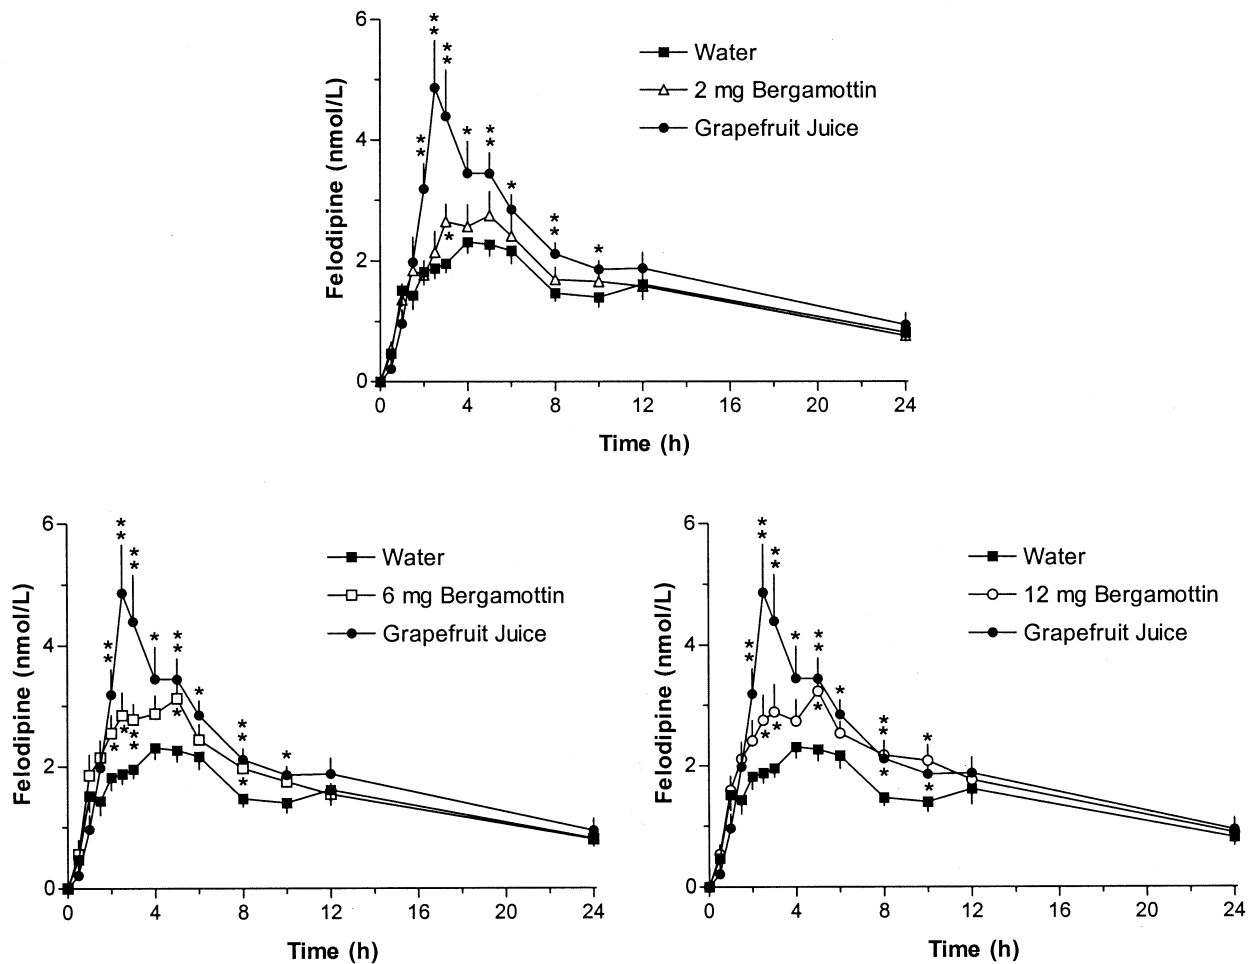 6
4
2
0
Felodipine (nmol/L)
Water
2 mg Bergamottin
Grapefruit Juice
* *
* *
* *
*
* *
*
* *
*
*
0 4 8 12 16 20 24
Time (h)
6
4
2
0
Felodipine (nmol/L)
Water
6 mg Bergamottin
Grapefruit Juice
* *
* *
* *
*
* *
*
* *
*
*
*
* *
*
*
0 4 8 12 16 20 24
Time (h)
6
4
2
0
Felodipine (nmol/L)
Water
12 mg Bergamottin
Grapefruit Juice
* *
* *
* *
*
* *
*
* *
*
*
*
*
*
*
0 4 8 12 16 20 24
Time (h)